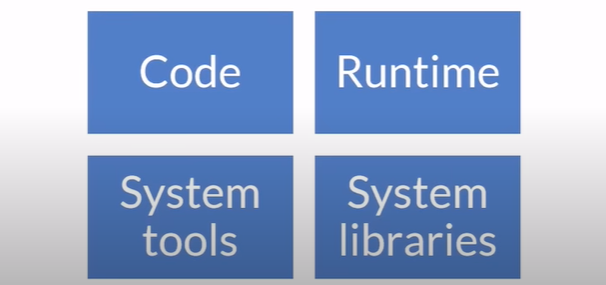 Code
Runtime
System
tools
System
libraries